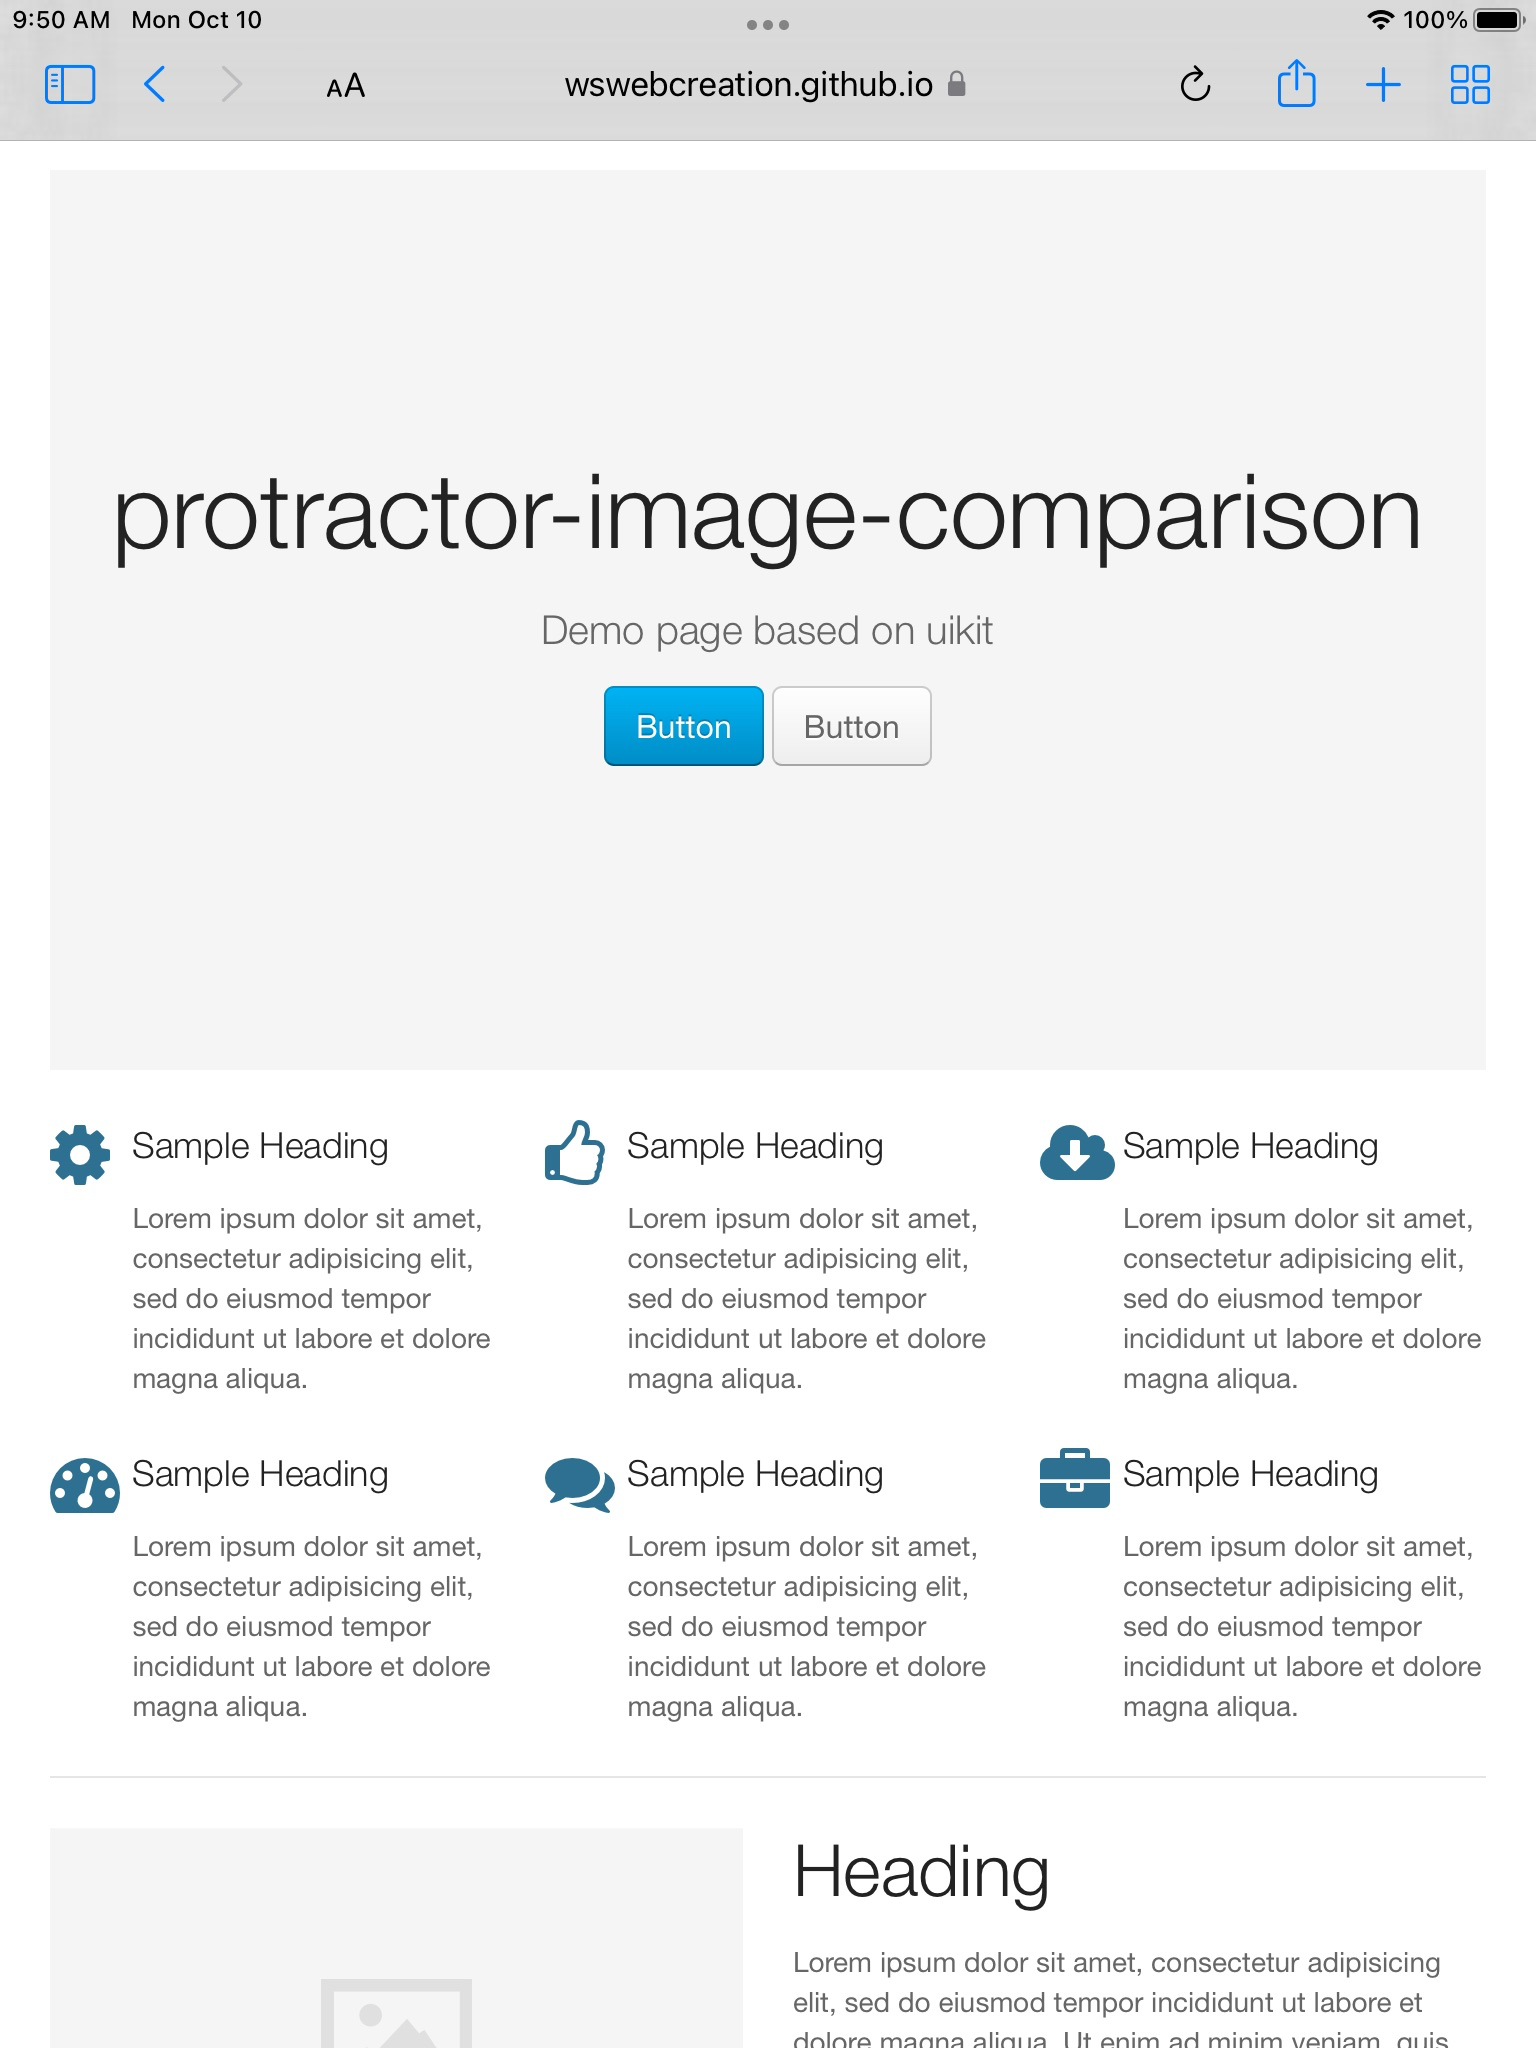 9:50 AM Mon Oct 10
100%
AA
wswebcreation.github.io
protractor-image-comparison
Demo page based on uikit
Button
Button
Sample Heading
Lorem ipsum dolor sit amet,
consectetur adipisicing elit,
sed do eiusmod tempor
incididunt ut labore et dolore
magna aliqua.
Sample Heading
Lorem ipsum dolor sit amet,
consectetur adipisicing elit,
sed do eiusmod tempor
incididunt ut labore et dolore
magna aliqua.
Sample Heading
Lorem ipsum dolor sit amet,
consectetur adipisicing elit,
sed do eiusmod tempor
incididunt ut labore et dolore
magna aliqua.
Sample Heading
Lorem ipsum dolor sit amet,
consectetur adipisicing elit,
sed do eiusmod tempor
incididunt ut labore et dolore
magna aliqua.
Sample Heading
Lorem ipsum dolor sit amet,
consectetur adipisicing elit,
sed do eiusmod tempor
incididunt ut labore et dolore
magna aliqua.
Sample Heading
Lorem ipsum dolor sit amet,
consectetur adipisicing elit,
sed do eiusmod tempor
incididunt ut labore et dolore
magna aliqua.
Heading
Lorem ipsum dolor sit amet, consectetur adipisicing
elit, sed do eiusmod tempor incididunt ut labore et
dolore magna aliqua. Ut enim ad minim veniam, quis